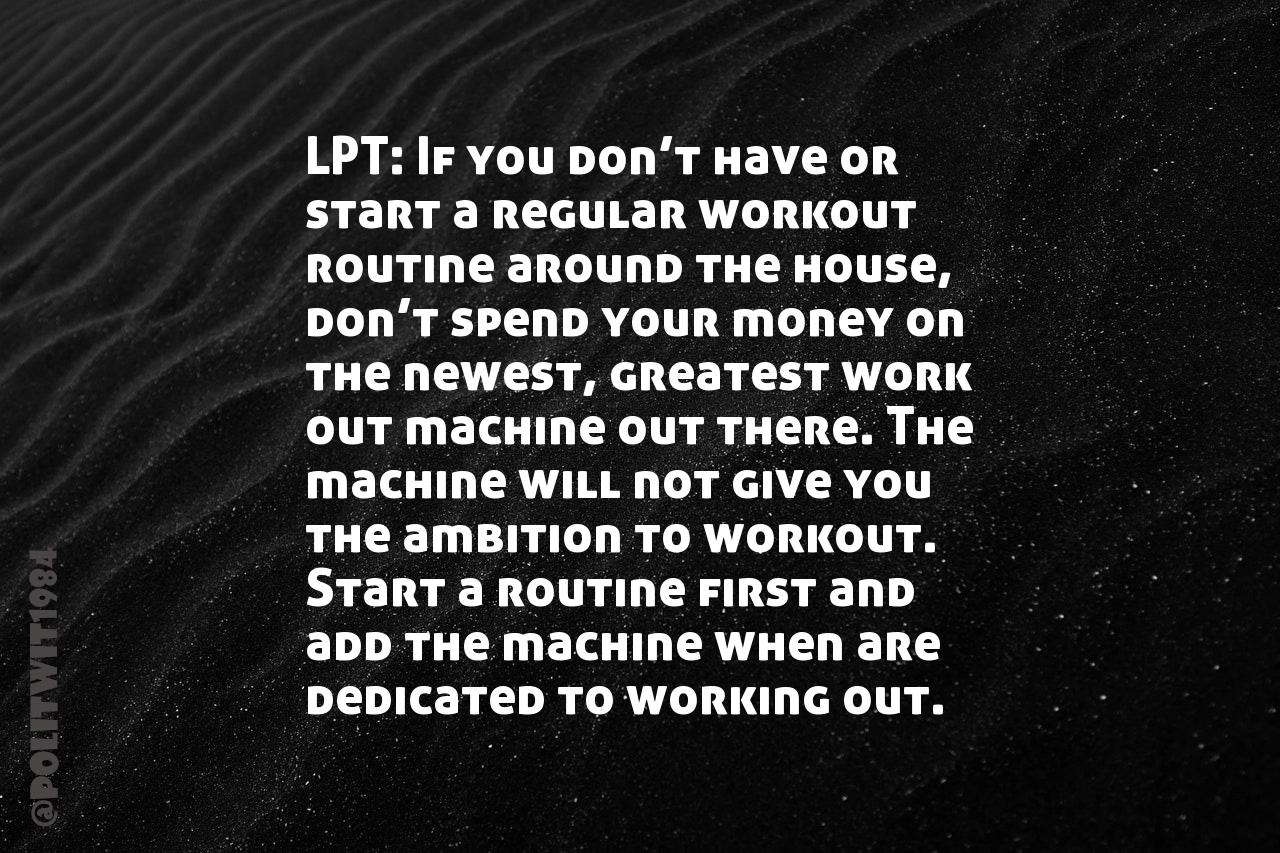 LPT: If you don't have or
start a regular workout
routine around the house,
don't spend your money on
the newest, greatest work
out machine out there. The
machine will not give you
the ambition to workout.
Start a routine first and
add the machine when are
dedicated to working out.
@politwit1984